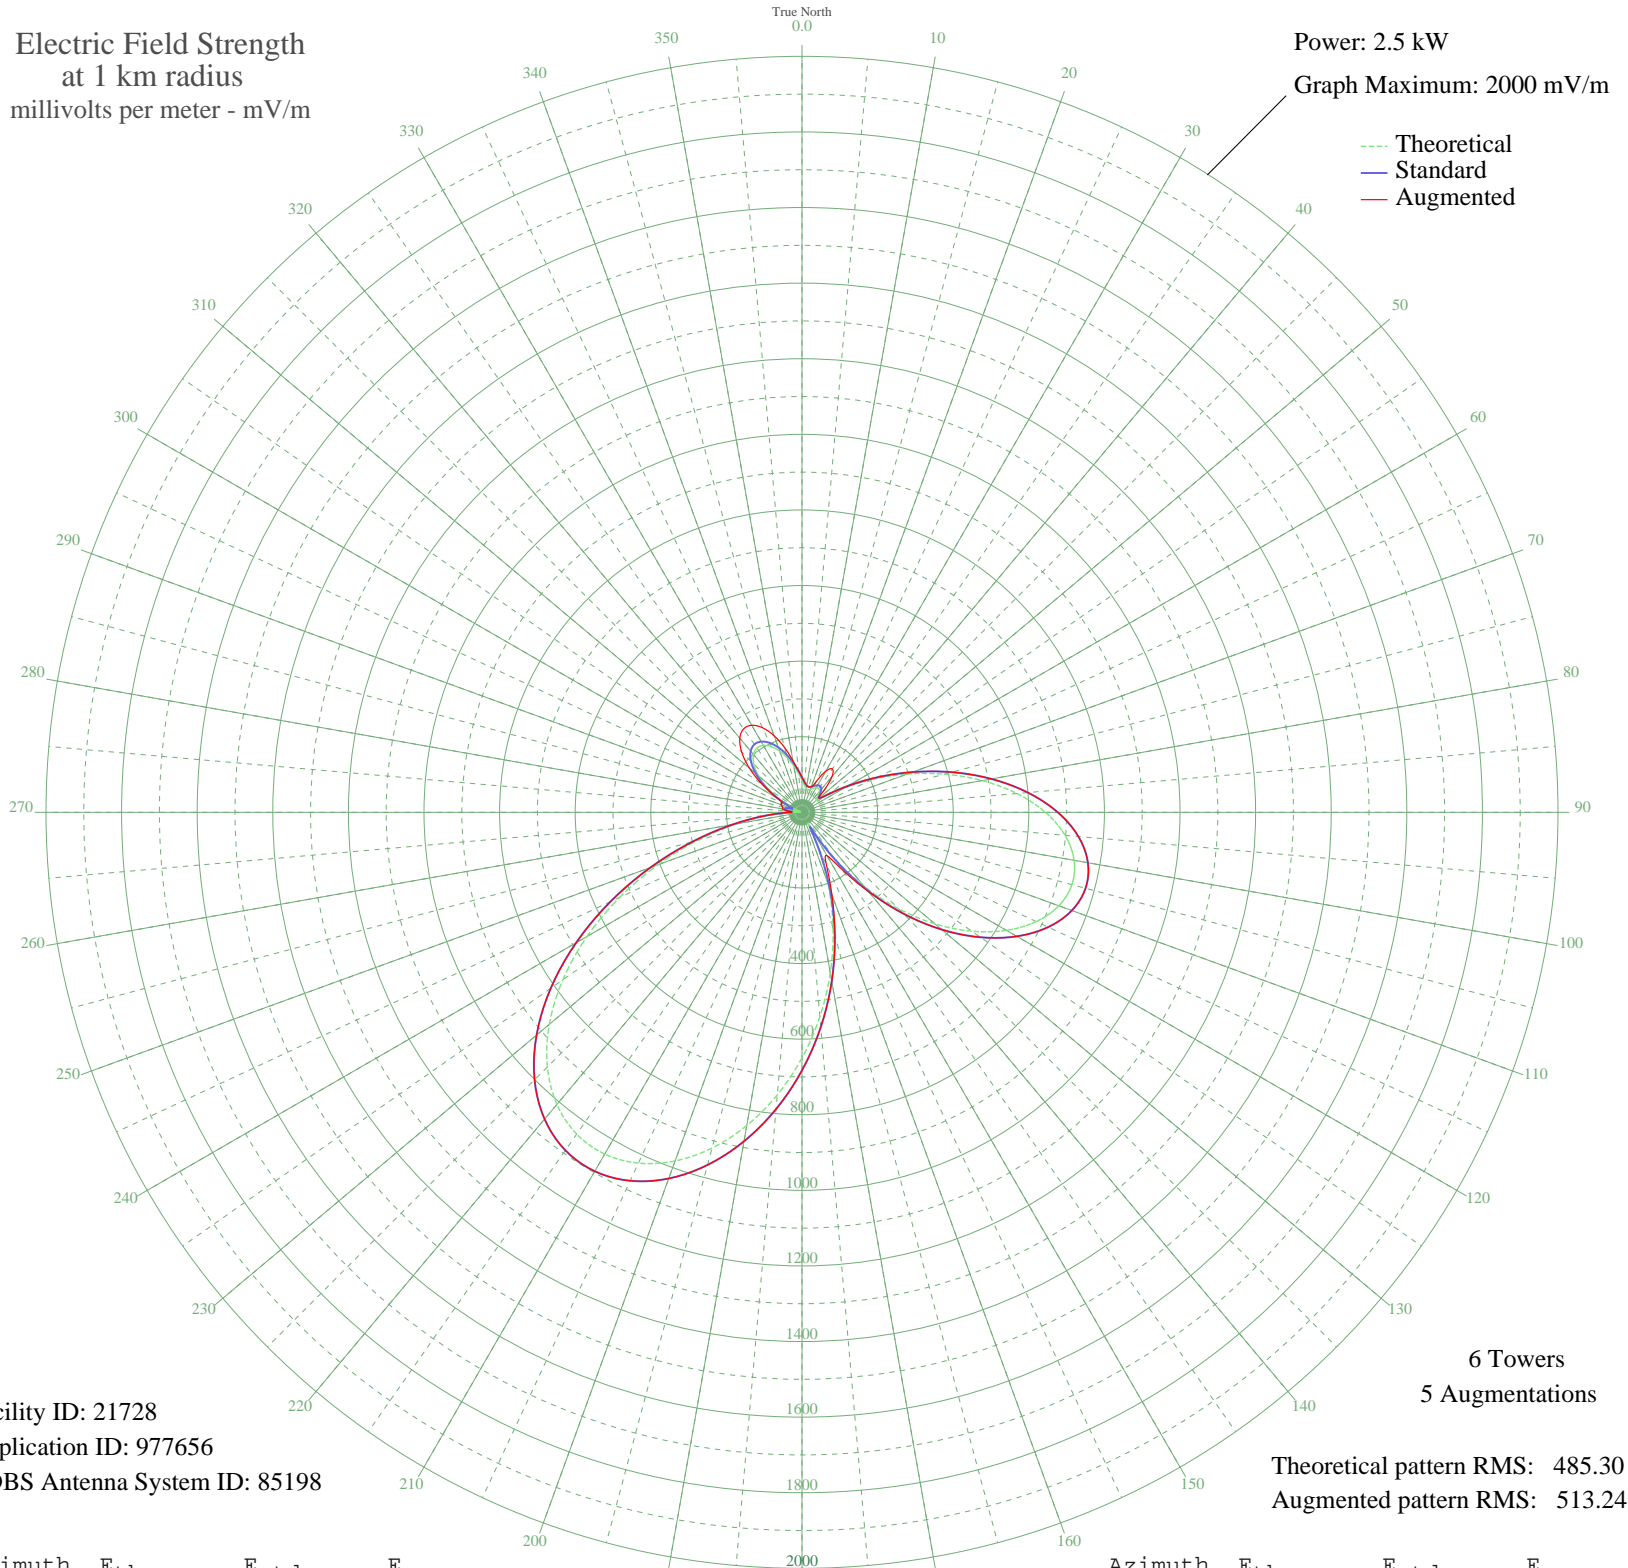 True North
Electric Field Strength
at 1 km radius
millivolts per meter - mV/m
Power: 2.5 kW
Graph Maximum: 2000 mV/m
Theoretical
Standard
Augmented
0.0
10
20
30
40
50
60
70
80
90
100
110
120
130
140
150
160
200
210
220
230
240
250
260
270
280
290
300
310
320
330
340
350
400
600
800
1000
1200
1400
1600
1800
2000
6 Towers
5 Augmentations
cility ID: 21728
plication ID: 977656
DBS Antenna System ID: 85198
Theoretical pattern RMS: 485.30
Augmented pattern RMS: 513.24
imuth
Azimuth